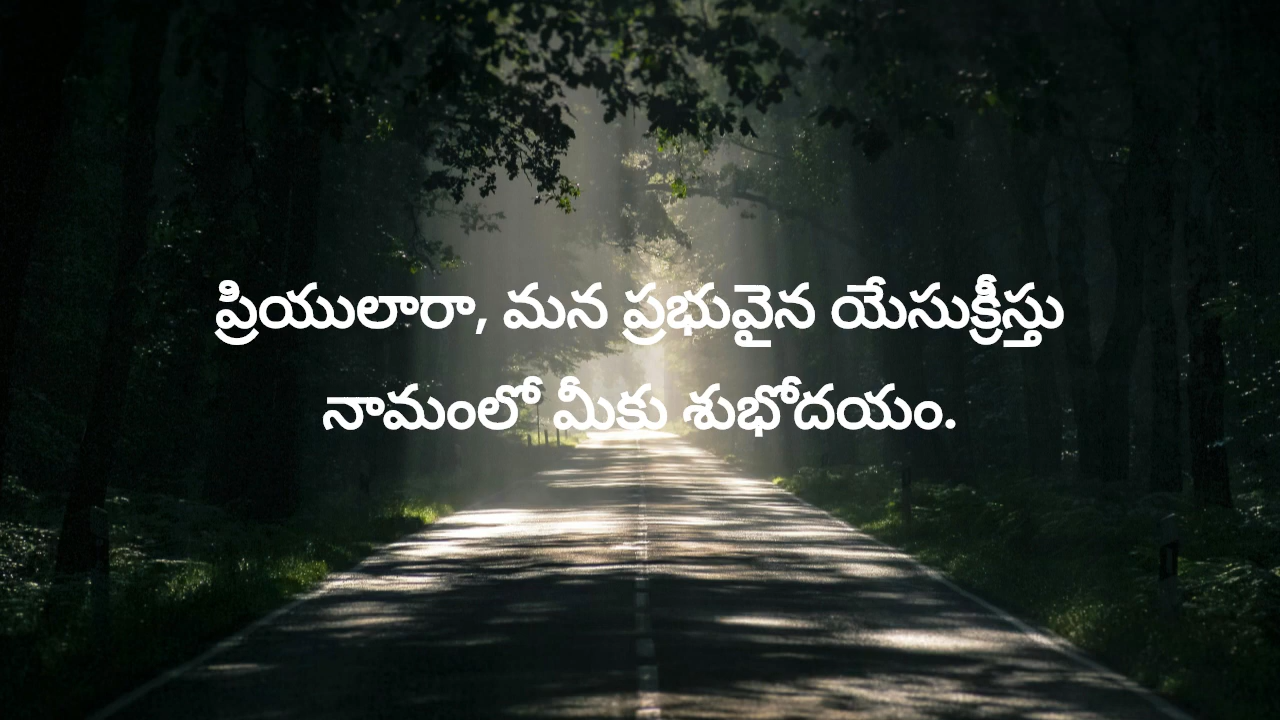 ప్రియులారా, మన ప్రభువైన యేసుక్రీస్తు
నామంలో మీకు శుభోదయం.